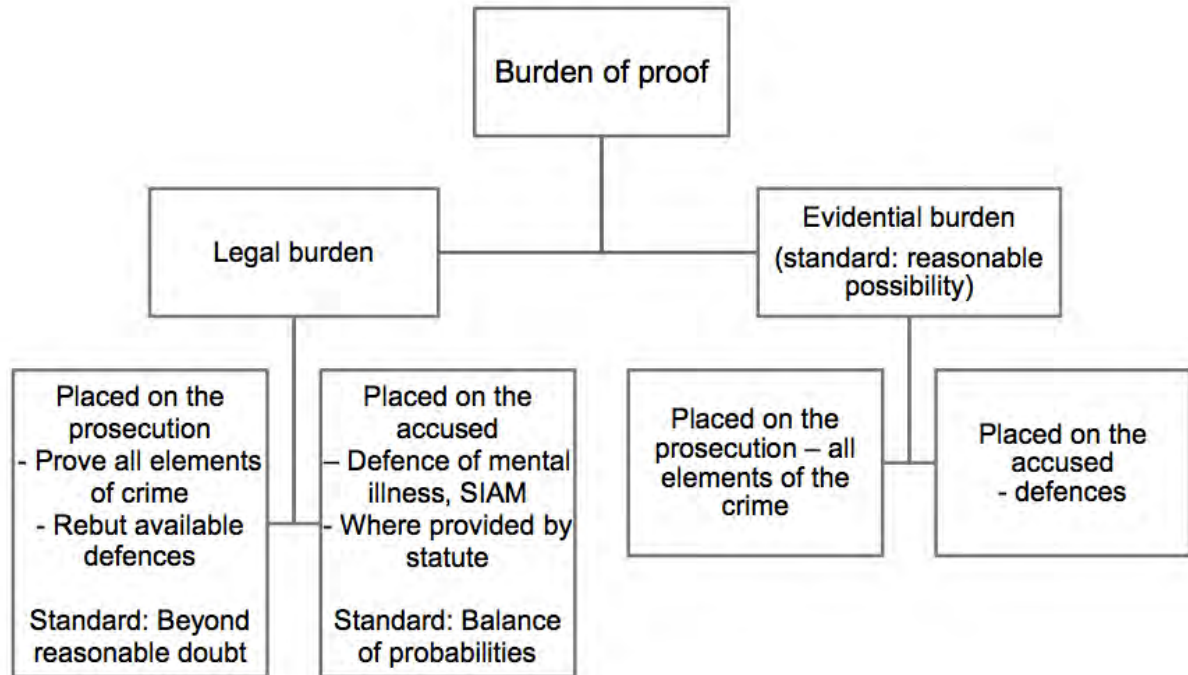 Burden of proof
Legal burden
Evidential burden
(standard: reasonable
possibility)
Placed on the
prosecution
- Prove all elements
of crime
- Rebut available
defences
Standard: Beyond
reasonable doubt
Placed on the
accused
– Defence of mental
illness, SIAM
- Where provided by
statute
Standard: Balance
of probabilities
Placed on the
prosecution – all
elements of the
crime
Placed on the
accused
- defences